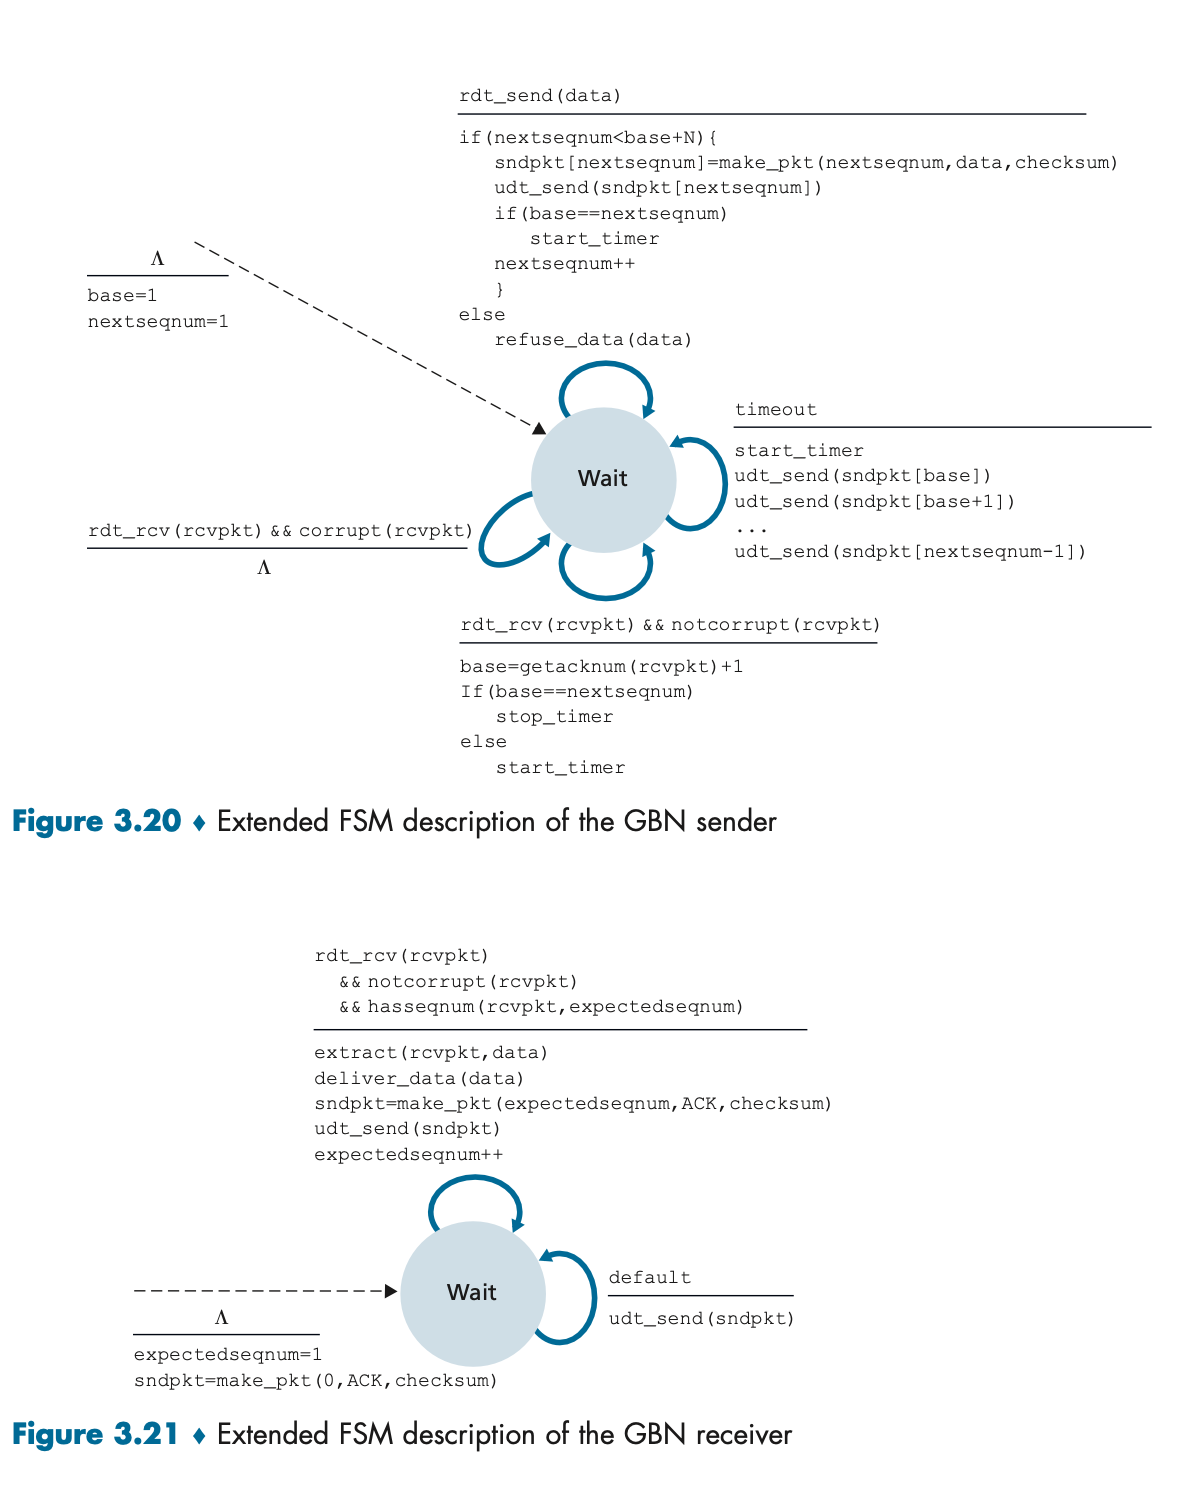 rdt_send(data)
if(nextseqnum<base+N){
sndpkt[nextseqnum]=make_pkt(nextseqnum,data,checksum)
udt_send(sndpkt[nextseqnum])
if(base==nextseqnum)
start_timer
nextseqnum++
}
else
refuse_data(data)
Λ
base=1
nextseqnum=1
timeout
start_timer
udt_send(sndpkt[base])
udt_send(sndpkt[base+1])
...
udt_send(sndpkt[nextseqnum-1])
Wait
rdt_rcv(rcvpkt) && corrupt(rcvpkt)
Λ
rdt_rcv(rcvpkt) && notcorrupt(rcvpkt)
base=getacknum(rcvpkt)+1
If(base==nextseqnum)
stop_timer
else
start_timer
Figure 3.20 ♦ Extended FSM description of the GBN sender
rdt_rcv(rcvpkt)
&& notcorrupt(rcvpkt)
&& hasseqnum(rcvpkt,expectedseqnum)
extract(rcvpkt,data)
deliver_data(data)
sndpkt=make_pkt(expectedseqnum,ACK,checksum)
udt_send(sndpkt)
expectedseqnum++
Wait
default
udt_send(sndpkt)
Λ
expectedseqnum=1
sndpkt=make_pkt(0,ACK,checksum)
Figure 3.21 ♦ Extended FSM description of the GBN receiver